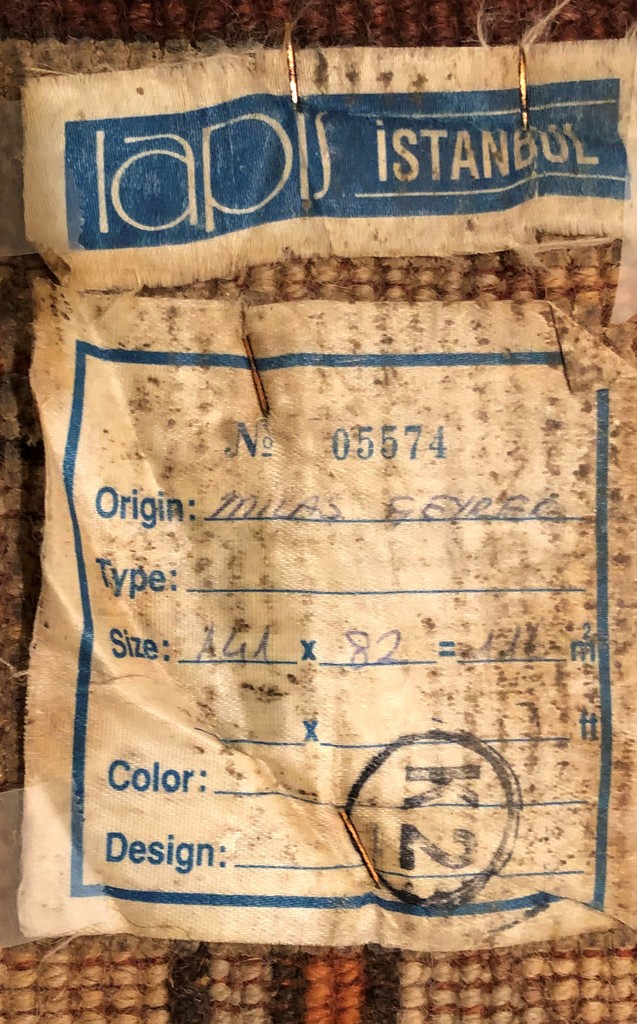 lapis İSTANBUL
№ 05574
Origin: MILAS
Type:
Size: 141 x 82 = m²
x ft
Color:
Design:
K2